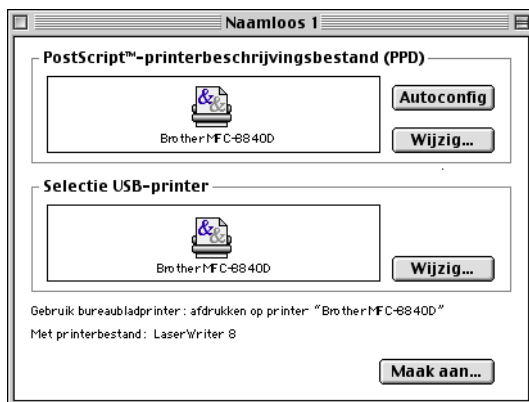 Naamloos 1
PostScript™-printerbeschrijvingsbestand (PPD)
Brother MFC-8840D
Autoconfig
Wijzig...
Selectie USB-printer
Brother MFC-8840D
Wijzig...
Gebruik bureaubladprinter: afdrukken op printer “Brother MFC-8840D”
Met printerbestand: LaserWriter 8
Maak aan...